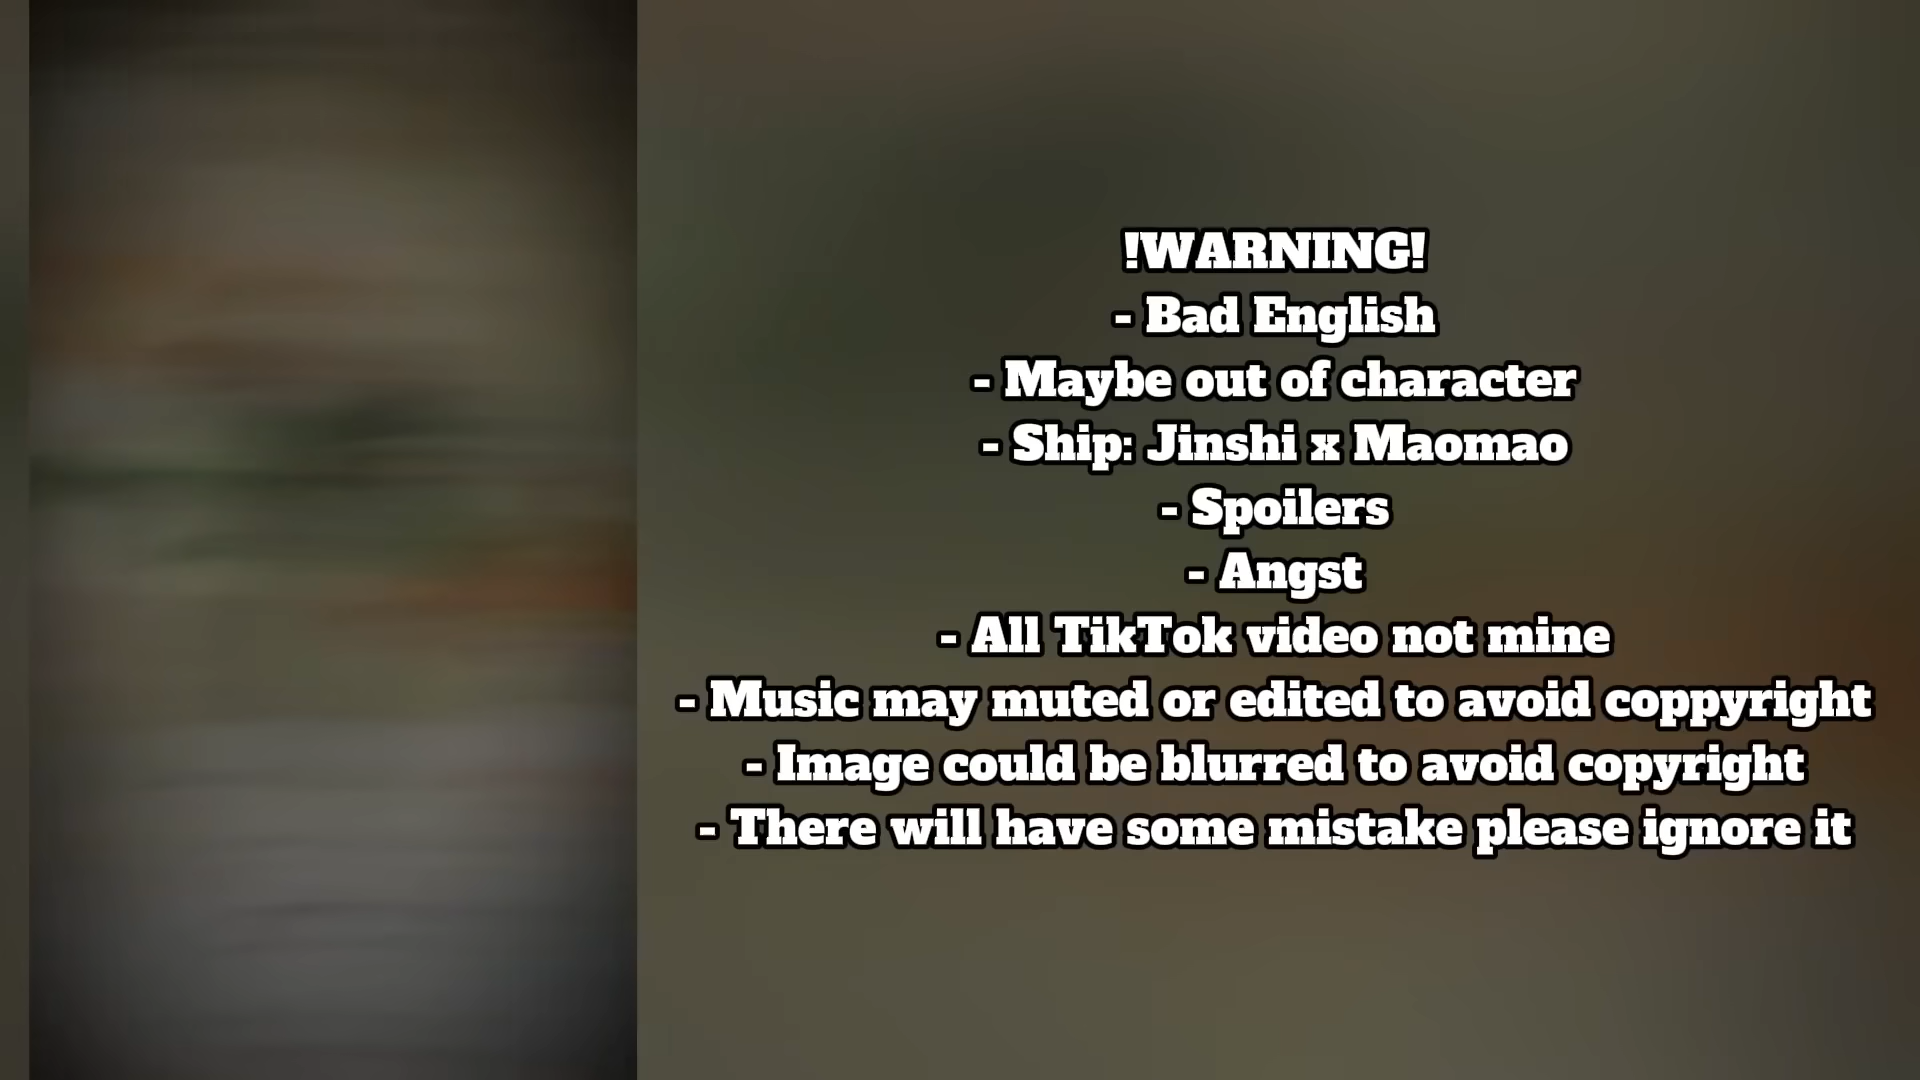 !WARNING!
- Bad English
- Maybe out of character
- Ship: Jinshi x Maomao
- Spoilers
- Angst
- All TikTok video not mine
- Music may muted or edited to avoid coppyright
- Image could be blurred to avoid copyright
- There will have some mistake please ignore it